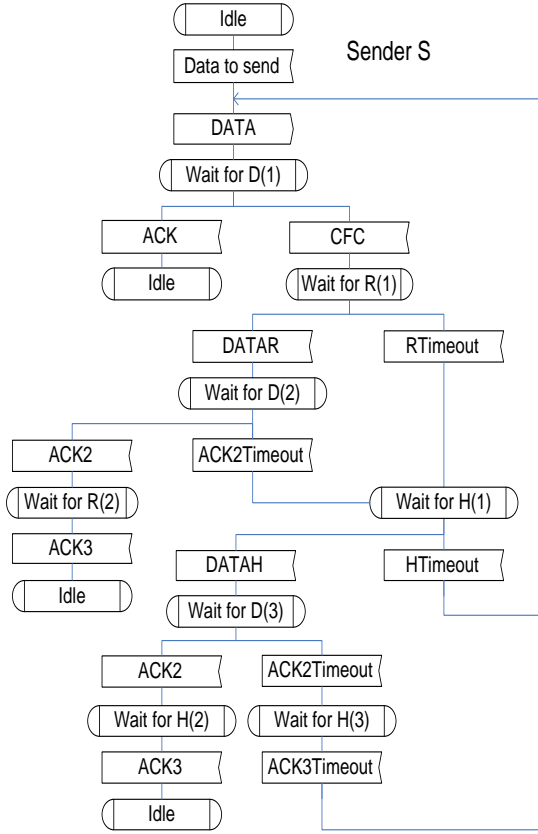 Idle
Data to send
Sender S
DATA
Wait for D(1)
ACK
CFC
Idle
Wait for R(1)
DATAR
RTimeout
Wait for D(2)
ACK2
ACK2Timeout
Wait for R(2)
Wait for H(1)
ACK3
DATAH
HTimeout
Idle
Wait for D(3)
ACK2
ACK2Timeout
Wait for H(2)
Wait for H(3)
ACK3
ACK3Timeout
Idle